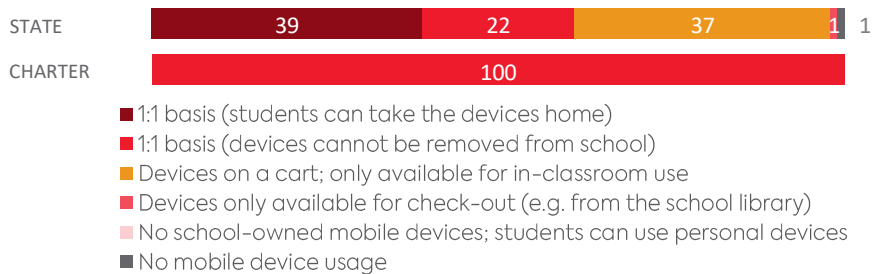 STATE 39 22 37 1 1
CHARTER 100
1:1 basis (students can take the devices home)
1:1 basis (devices cannot be removed from school)
Devices on a cart; only available for in-classroom use
Devices only available for check-out (e.g. from the school library)
No school-owned mobile devices; students can use personal devices
No mobile device usage